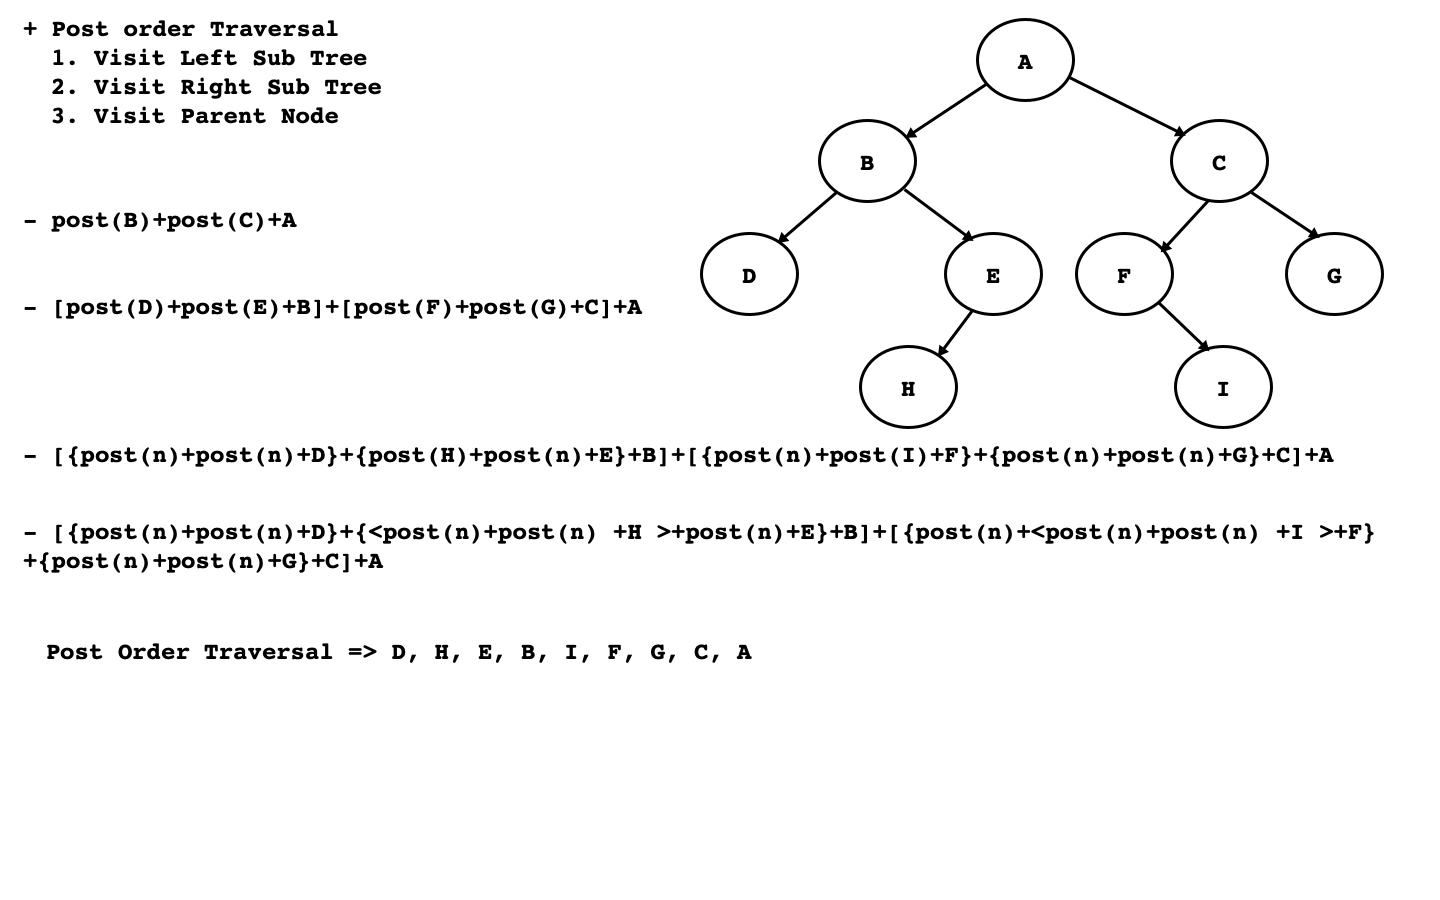 + Post order Traversal
1. Visit Left Sub Tree
2. Visit Right Sub Tree
3. Visit Parent Node
A
B
C
– post(B)+post(C)+A
D
E
F
G
– [post(D)+post(E)+B]+[post(F)+post(G)+C]+A
H
I
– [{post(n)+post(n)+D}+{post(H)+post(n)+E}+B]+[{post(n)+post(I)+F}+{post(n)+post(n)+G}+C]+A
– [{post(n)+post(n)+D}+{<post(n)+post(n) +H >+post(n)+E}+B]+[{post(n)+<post(n)+post(n) +I >+F}
+{post(n)+post(n)+G}+C]+A
Post Order Traversal => D, H, E, B, I, F, G, C, A